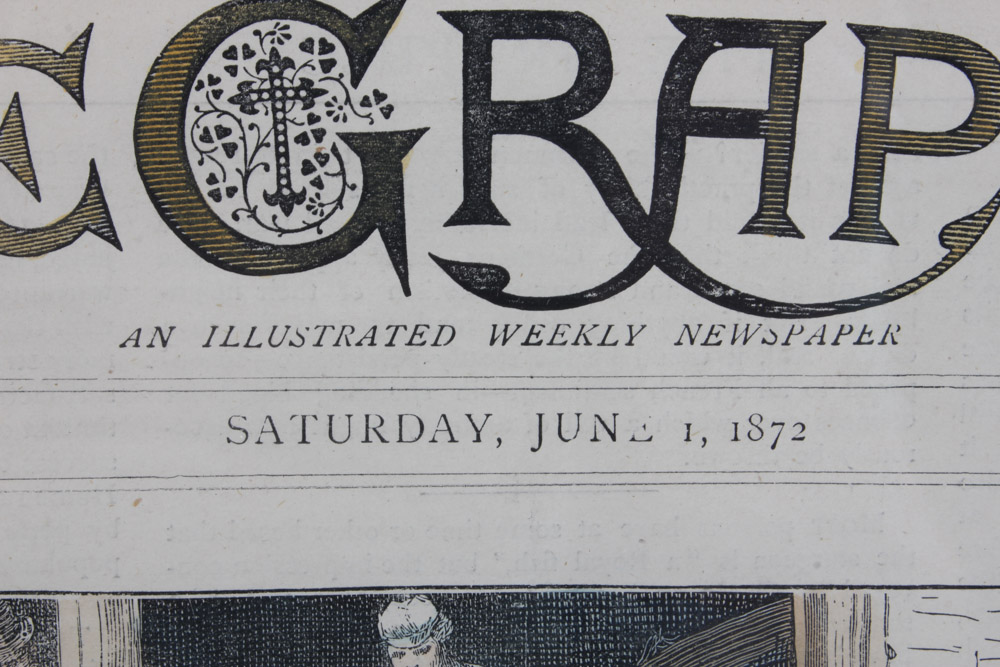 E GRAP
AN ILLUSTRATED WEEKLY NEWSPAPER
SATURDAY, JUNE 1, 1872